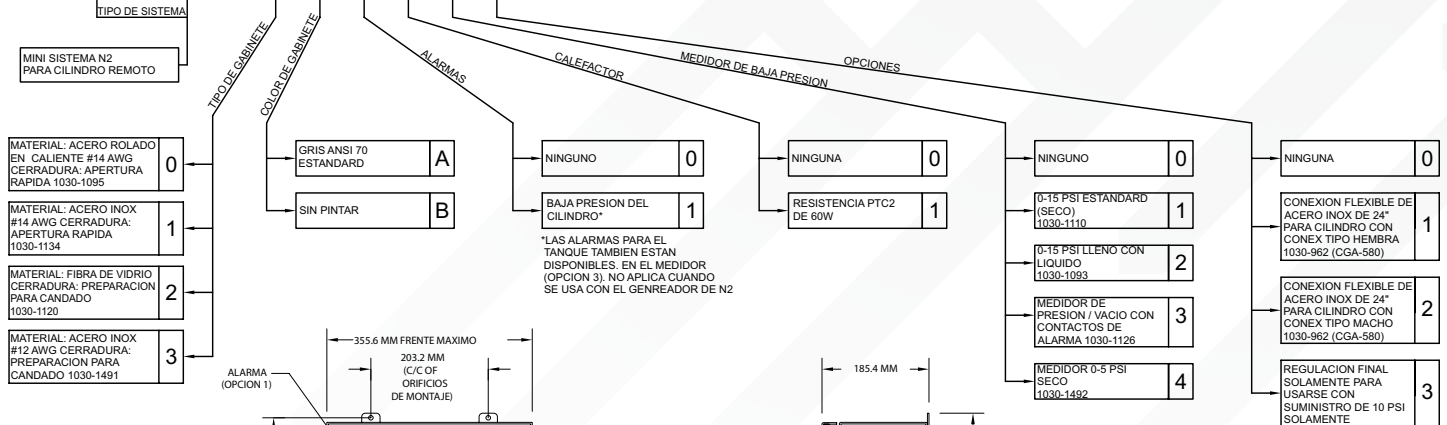 TIPO DE SISTEMA
MINI SISTEMA N2
PARA CILINDRO REMOTO
TIPO DE GABINETE
COLOR DE GABINETE
ALARMAS
CALEFACTOR
MEDIDOR DE BAJA PRESION
OPCIONES
MATERIAL: ACERO ROLADO
EN CALIENTE #14 AWG
CERRADURA: APERTURA
RAPIDA 1030-1095
0
MATERIAL: ACERO INOX
#14 AWG CERRADURA:
APERTURA RAPIDA
1030-1134
1
MATERIAL: FIBRA DE VIDRIO
CERRADURA: PREPARACION
PARA CANDADO
1030-1120
2
MATERIAL: ACERO INOX
#12 AWG CERRADURA:
PREPARACION PARA
CANDADO 1030-1491
3
GRIS ANSI 70
ESTANDARD
A
SIN PINTAR
B
NINGUNO
0
BAJA PRESION DEL
CILINDRO*
1
*LAS ALARMAS PARA EL
TANQUE TAMBIEN ESTAN
DISPONIBLES. EN EL MEDIDOR
(OPCION 3). NO APLICA CUANDO
SE USA CON EL GENREADOR DE N2
NINGUNA
0
RESISTENCIA PTC2
DE 60W
1
NINGUNO
0
0-15 PSI ESTANDARD
(SECO)
1030-1110
1
0-15 PSI LLENO CON
LIQUIDO
1030-1093
2
MEDIDOR DE
PRESION / VACIO CON
CONTACTOS DE
ALARMA 1030-1126
3
MEDIDOR 0-5 PSI
SECO
1030-1492
4
NINGUNA
0
CONEXION FLEXIBLE DE
ACERO INOX DE 24"
PARA CILINDRO CON
CONEX TIPO HEMBRA
1030-962 (CGA-580)
1
CONEXION FLEXIBLE DE
ACERO INOX DE 24"
PARA CILINDRO CON
CONEX TIPO MACHO
1030-962 (CGA-580)
2
REGULACION FINAL
SOLAMENTE PARA
USARSE CON
SUMINISTRO DE 10 PSI
SOLAMENTE
3
355.6 MM FRENTE MAXIMO
203.2 MM
(C/C OF
ORIFICIOS
DE MONTAJE)
ALARMA
(OPCION 1)
185.4 MM